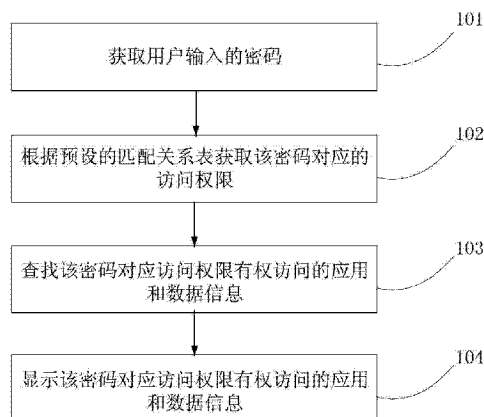 101
获取用户输入的密码
102
根据预设的匹配关系表获取该密码对应的
访问权限
103
查找该密码对应访问权限有权访问的应用
和数据信息
104
显示该密码对应访问权限有权访问的应用
和数据信息